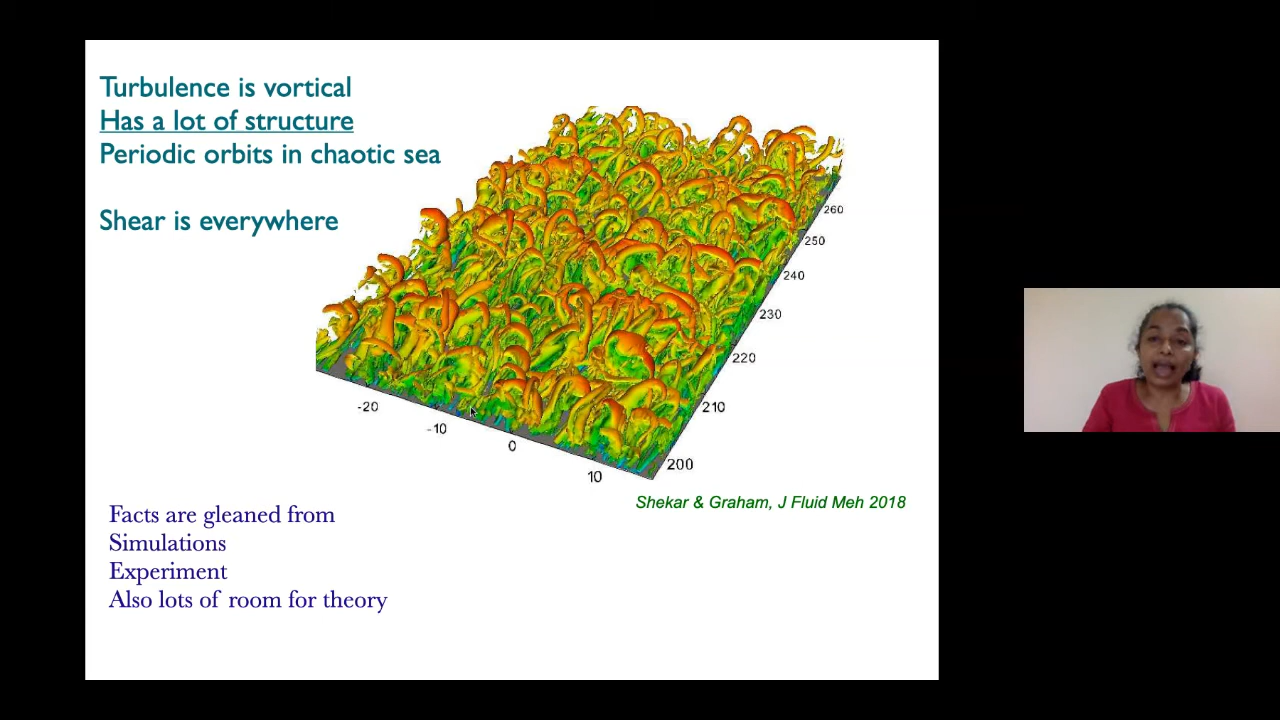 Turbulence is vortical
Has a lot of structure
Periodic orbits in chaotic sea
Shear is everywhere
260
250
240
230
220
210
200
-20
-10
0
10
Shekar & Graham, J Fluid Meh 2018
Facts are gleaned from
Simulations
Experiment
Also lots of room for theory